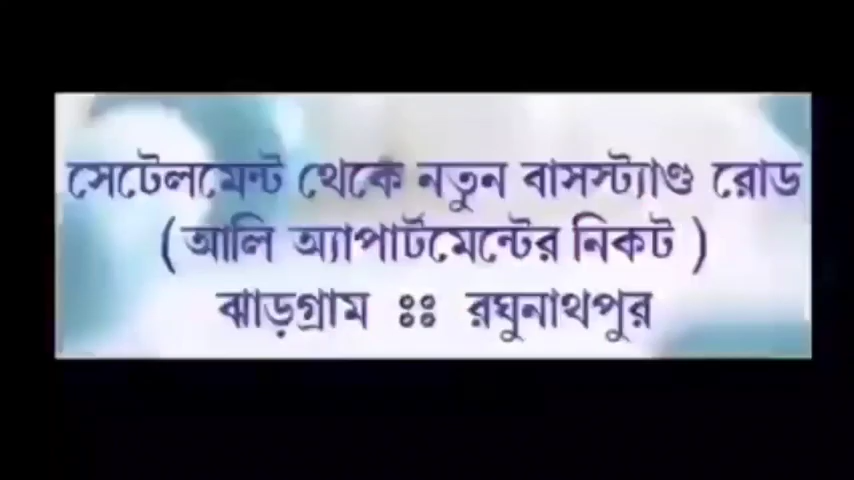 সেটেলমেন্ট থেকে নতুন বাসস্ট্যাণ্ড রোড
( আলি অ্যাপার্টমেন্টের নিকট )
ঝাড়গ্রাম ঃঃ রঘুনাথপুর